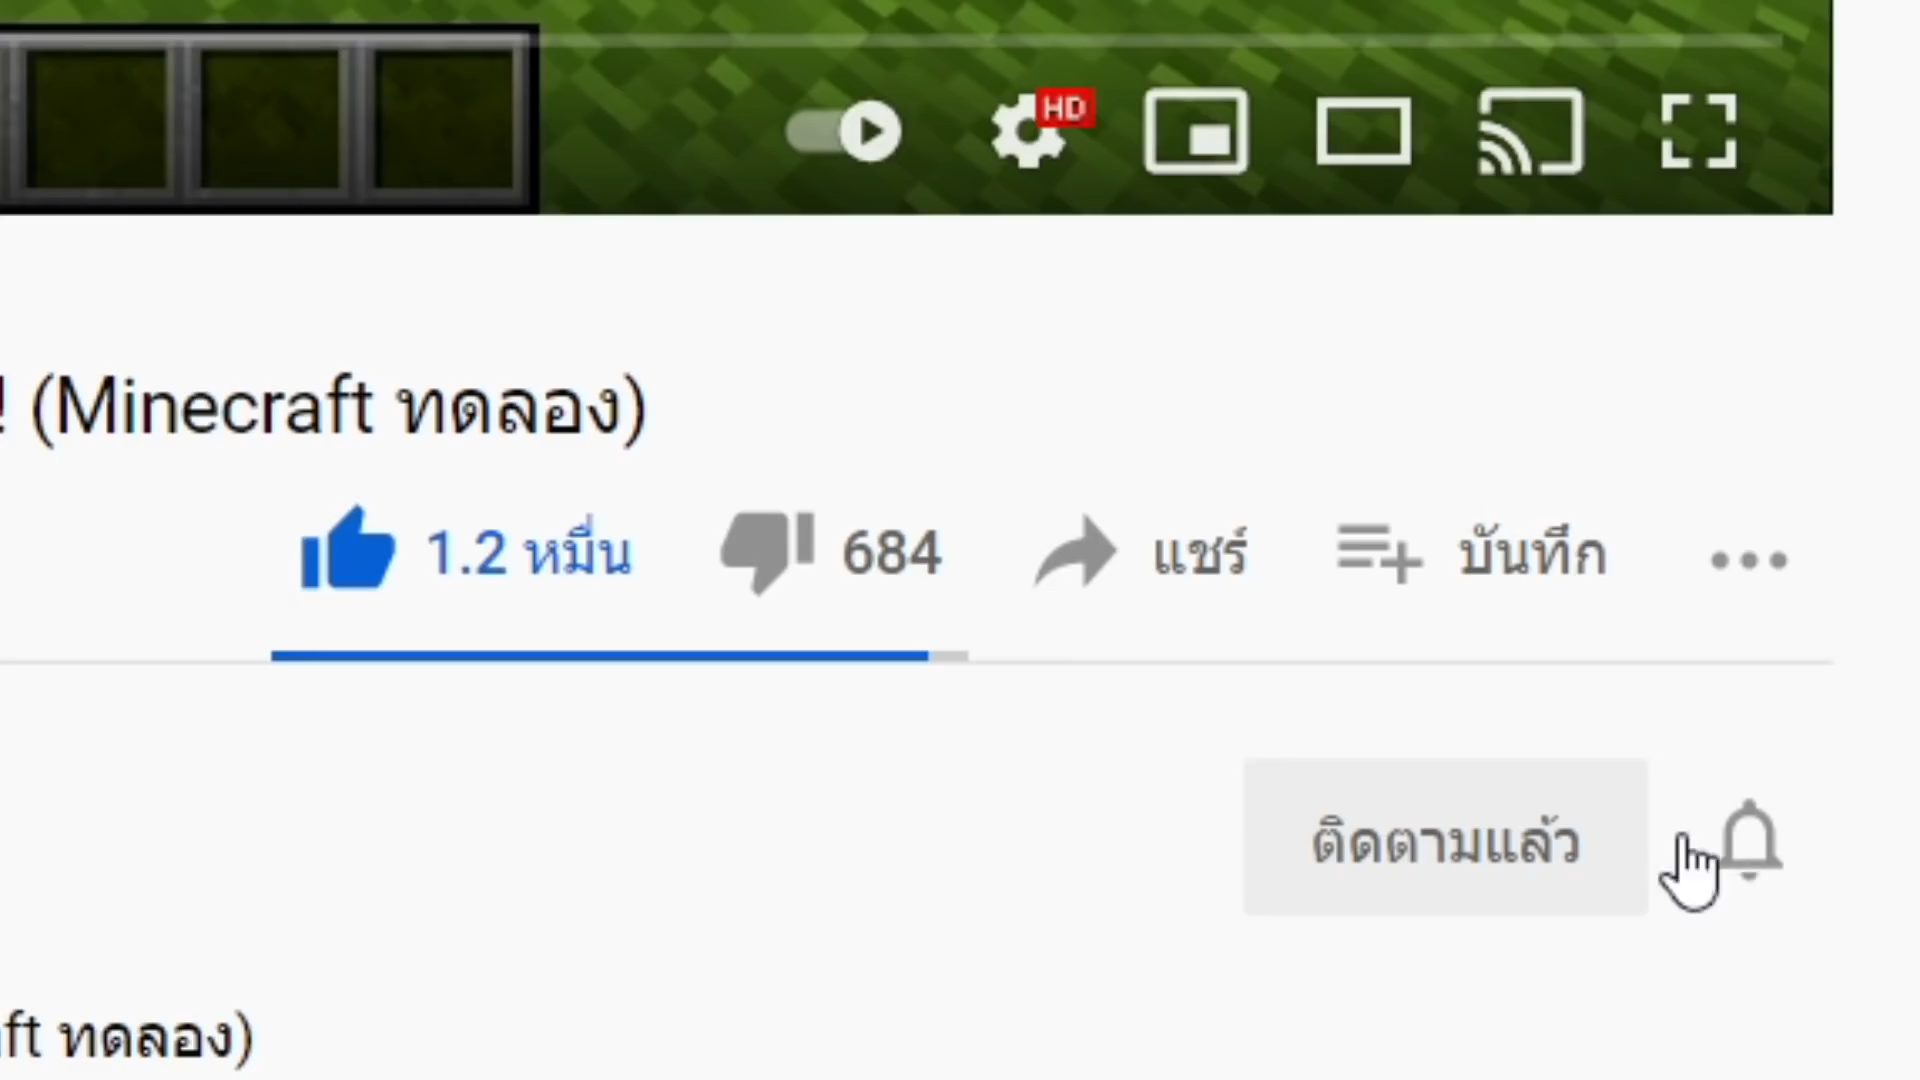 HD
! (Minecraft ทดลอง)
1.2 หมื่น 684 แชร์ บันทึก
ติดตามแล้ว
ft ทดลอง)